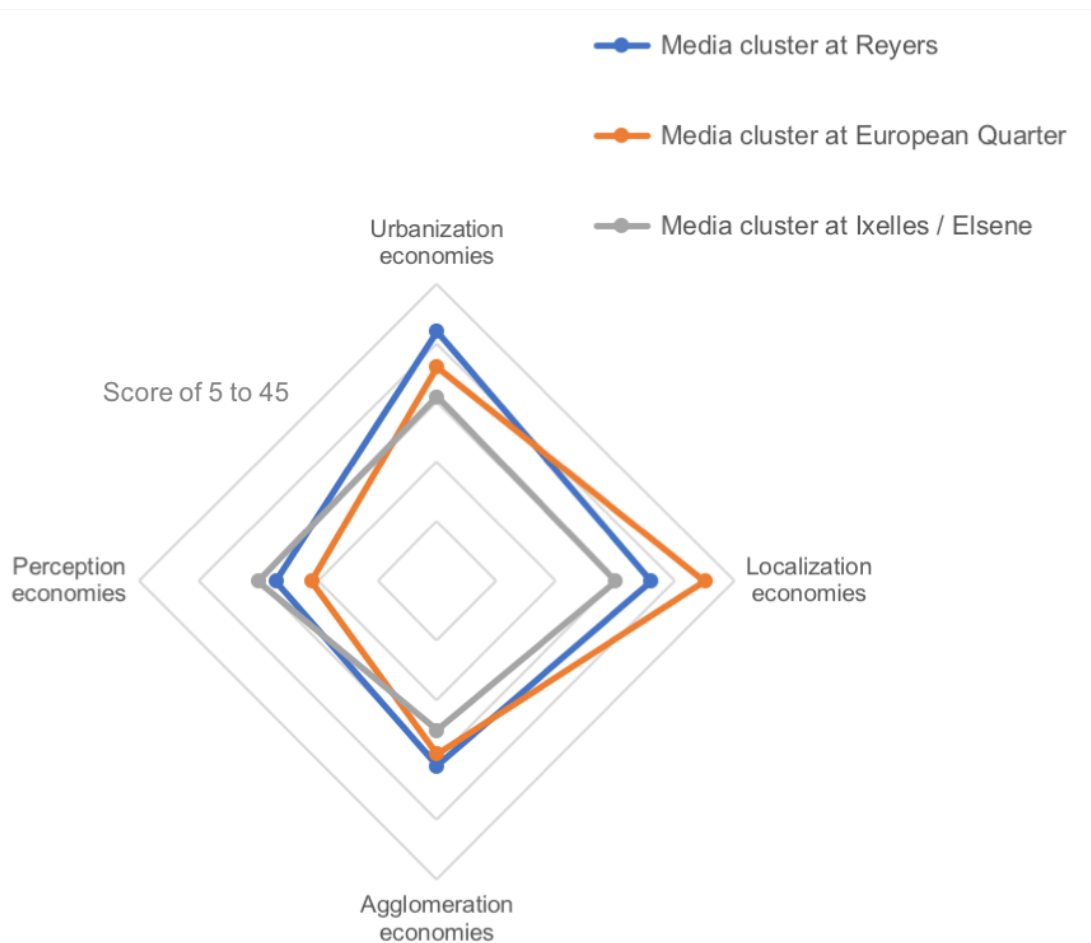 Media cluster at Reyers
Media cluster at European Quarter
Media cluster at Ixelles / Elsene
Urbanization
economies
Score of 5 to 45
Perception
economies
Localization
economies
Agglomeration
economies